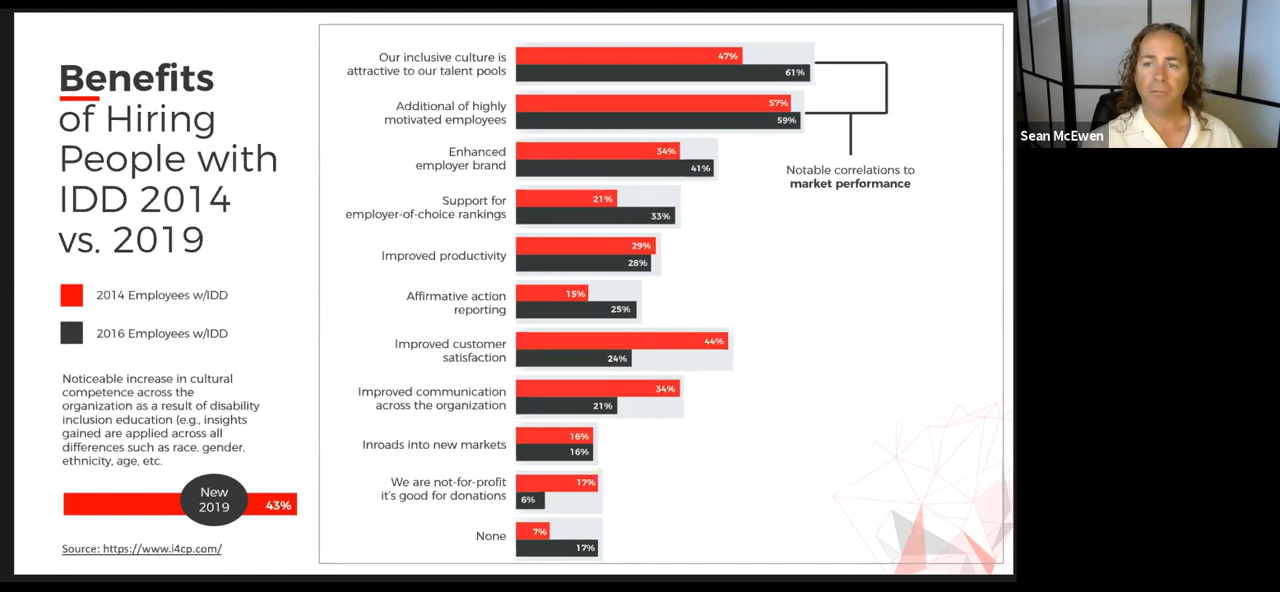 Benefits
of Hiring
People with
IDD 2014
vs. 2019
2014 Employees w/IDD
2016 Employees w/IDD
Noticeable increase in cultural
competence across the
organization as a result of disability
inclusion education (e.g., insights
gained are applied across all
differences such as race, gender,
ethnicity, age, etc.
New
2019
43%
Source: https://www.i4cp.com/
Our inclusive culture is
attractive to our talent pools
47%
61%
Additional of highly
motivated employees
57%
59%
Notable correlations to
market performance
Enhanced
employer brand
34%
41%
Support for
employer-of-choice rankings
21%
33%
Improved productivity
29%
28%
Affirmative action
reporting
15%
25%
Improved customer
satisfaction
44%
24%
Improved communication
across the organization
34%
21%
Inroads into new markets
16%
16%
We are not-for-profit
it's good for donations
17%
6%
None
7%
17%
Sean McEwen